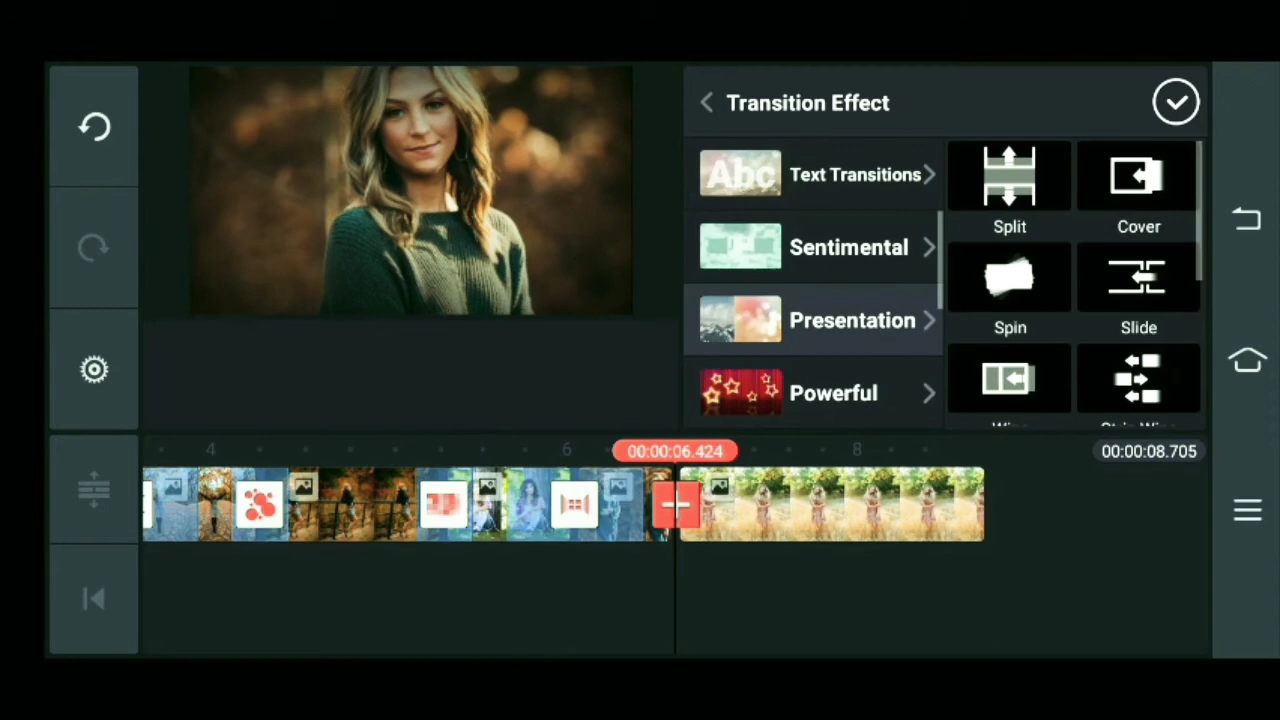 Transition Effect
Abc
Text Transitions
Split
Cover
Sentimental
Presentation
Spin
Slide
Powerful
4
6
00:00:06.424
8
00:00:08.705